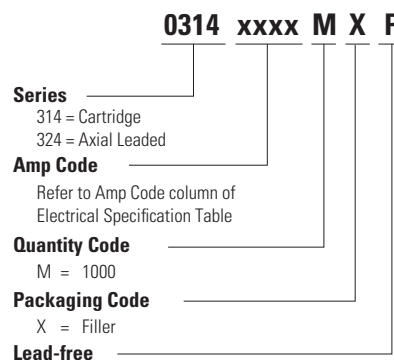 0314 xxxx M X P
Series
314 = Cartridge
324 = Axial Leaded
Amp Code
Refer to Amp Code column of
Electrical Specification Table
Quantity Code
M = 1000
Packaging Code
X = Filler
Lead-free